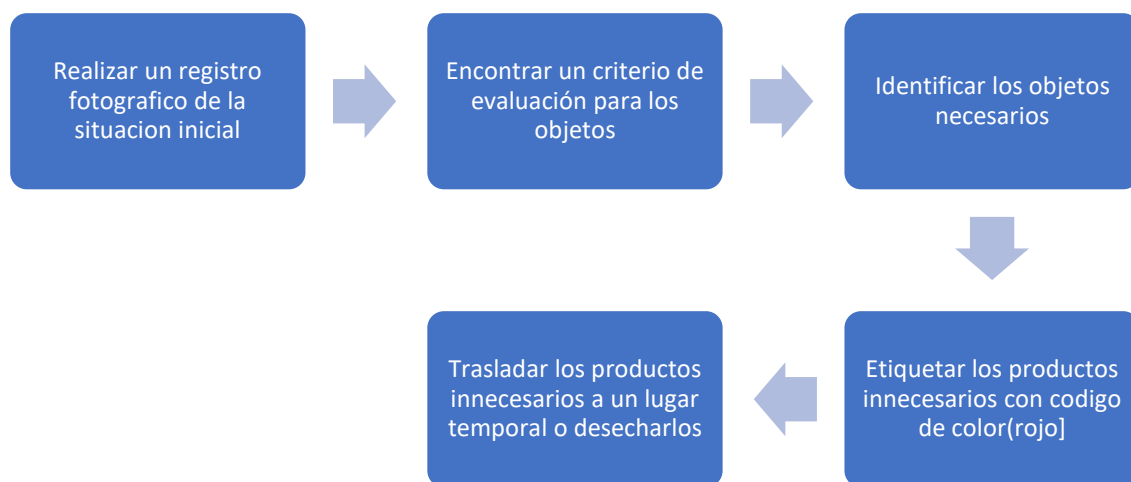 Realizar un registro
fotografico de la
situacion inicial
Encontrar un criterio de
evaluación para los
objetos
Identificar los objetos
necesarios
Etiquetar los productos
innecesarios con codigo
de color(rojo]
Trasladar los productos
innecesarios a un lugar
temporal o desecharlos